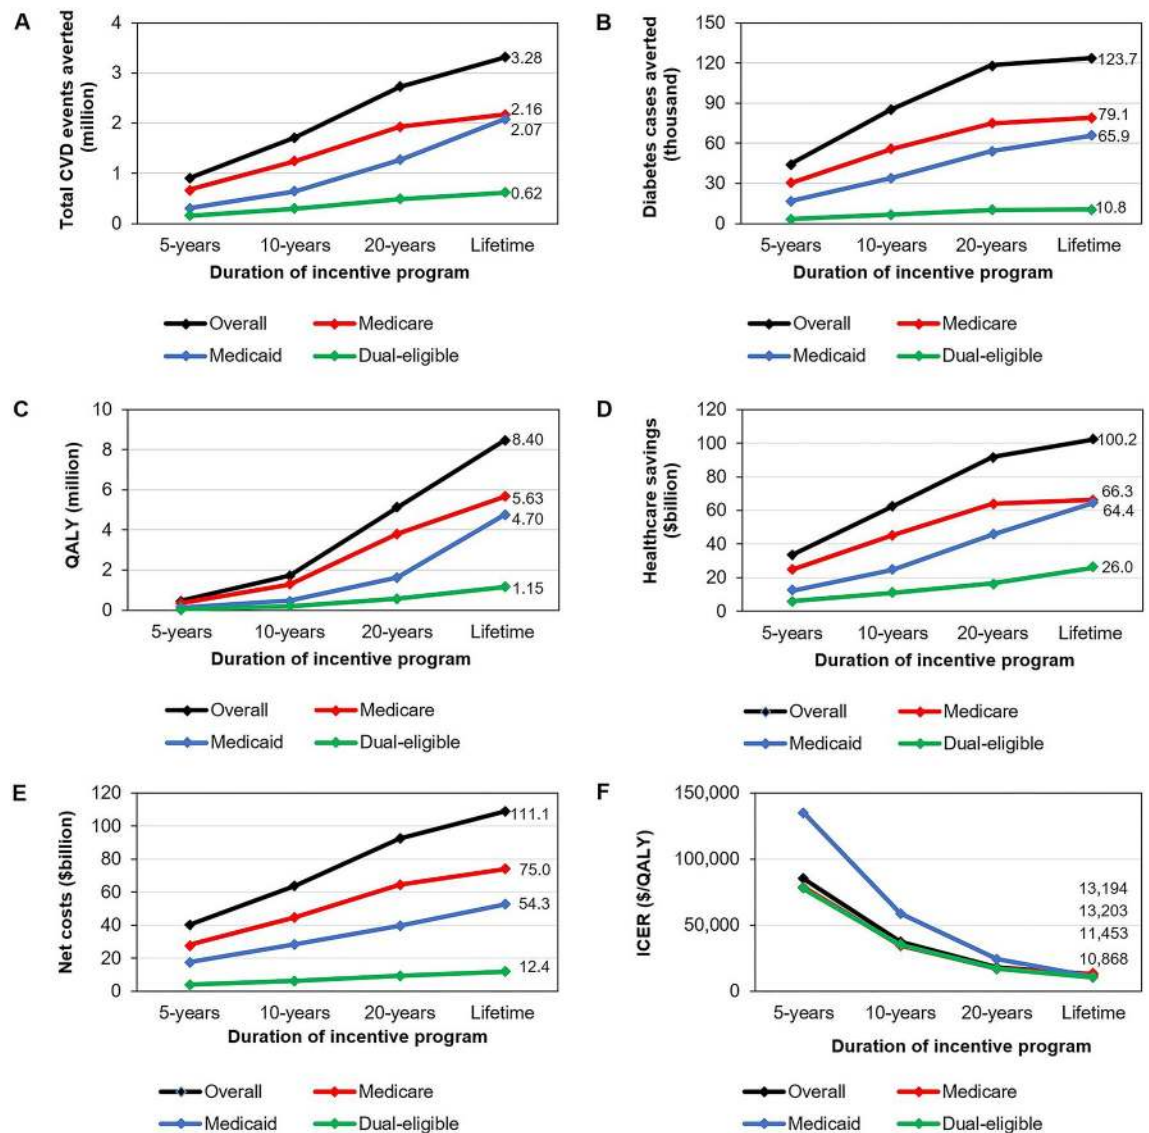 A
Total CVD events averted
(million)
4
3
2
1
0
3.28
2.16
2.07
0.62
5-years 10-years 20-years Lifetime
Duration of incentive program
Overall Medicare
Medicaid Dual-eligible
B
Diabetes cases averted
(thousand)
150
120
90
60
30
0
123.7
79.1
65.9
10.8
5-years 10-years 20-years Lifetime
Duration of incentive program
Overall Medicare
Medicaid Dual-eligible
C
QALY (million)
10
8
6
4
2
0
8.40
5.63
4.70
1.15
5-years 10-years 20-years Lifetime
Duration of incentive program
Overall Medicare
Medicaid Dual-eligible
D
Healthcare savings
($billion)
120
100
80
60
40
20
0
100.2
66.3
64.4
26.0
5-years 10-years 20-years Lifetime
Duration of incentive program
Overall Medicare
Medicaid Dual-eligible
E
Net costs ($billion)
120
100
80
60
40
20
0
111.1
75.0
54.3
12.4
5-years 10-years 20-years Lifetime
Duration of incentive program
Overall Medicare
Medicaid Dual-eligible
F
ICER ($/QALY)
150,000
100,000
50,000
0
13,194
13,203
11,453
10,868
5-years 10-years 20-years Lifetime
Duration of incentive program
Overall Medicare
Medicaid Dual-eligible